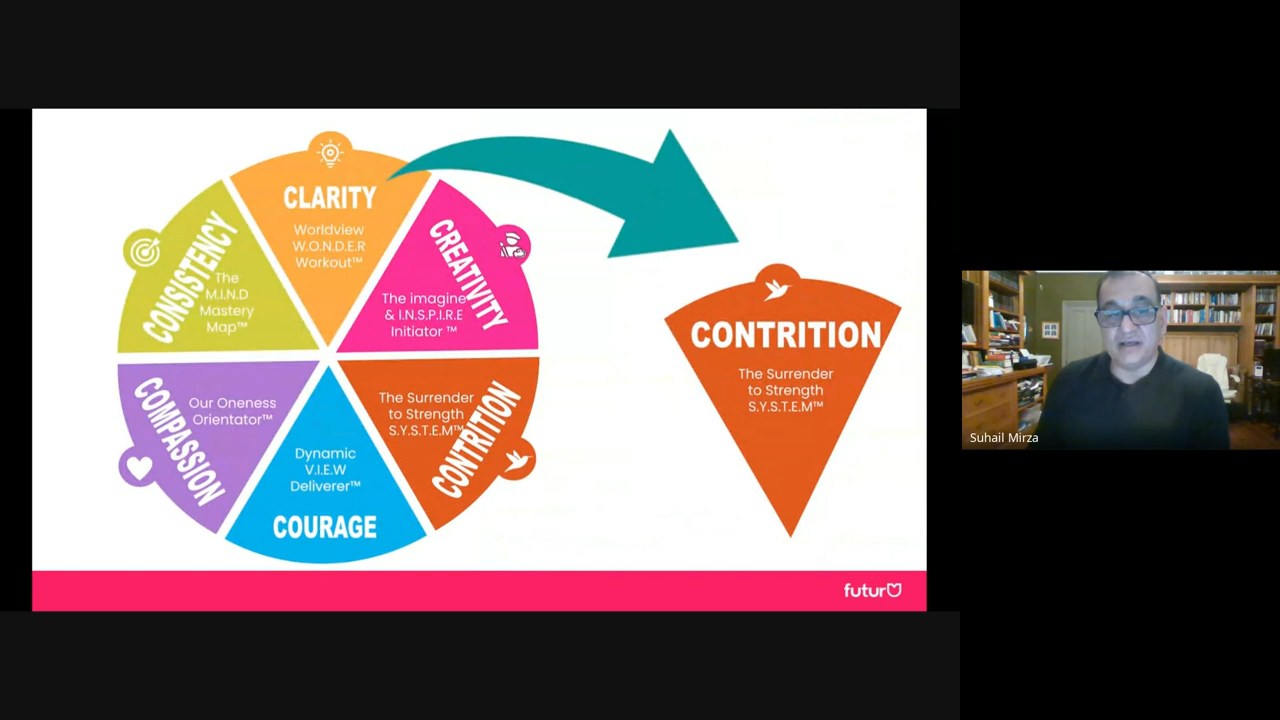 CLARITY
Worldview
W.O.N.D.E.R
Workout™
CREATIVITY
The imagine
& I.N.S.P.I.R.E
Initiator ™
CONTRITION
The Surrender
to Strength
S.Y.S.T.E.M™
COURAGE
Dynamic
V.I.E.W
Deliverer™
COMPASSION
Our Oneness
Orientator™
CONSISTENCY
The
M.I.N.D
Mastery
Map™
CONTRITION
The Surrender
to Strength
S.Y.S.T.E.M™
futurU
Suhail Mirza